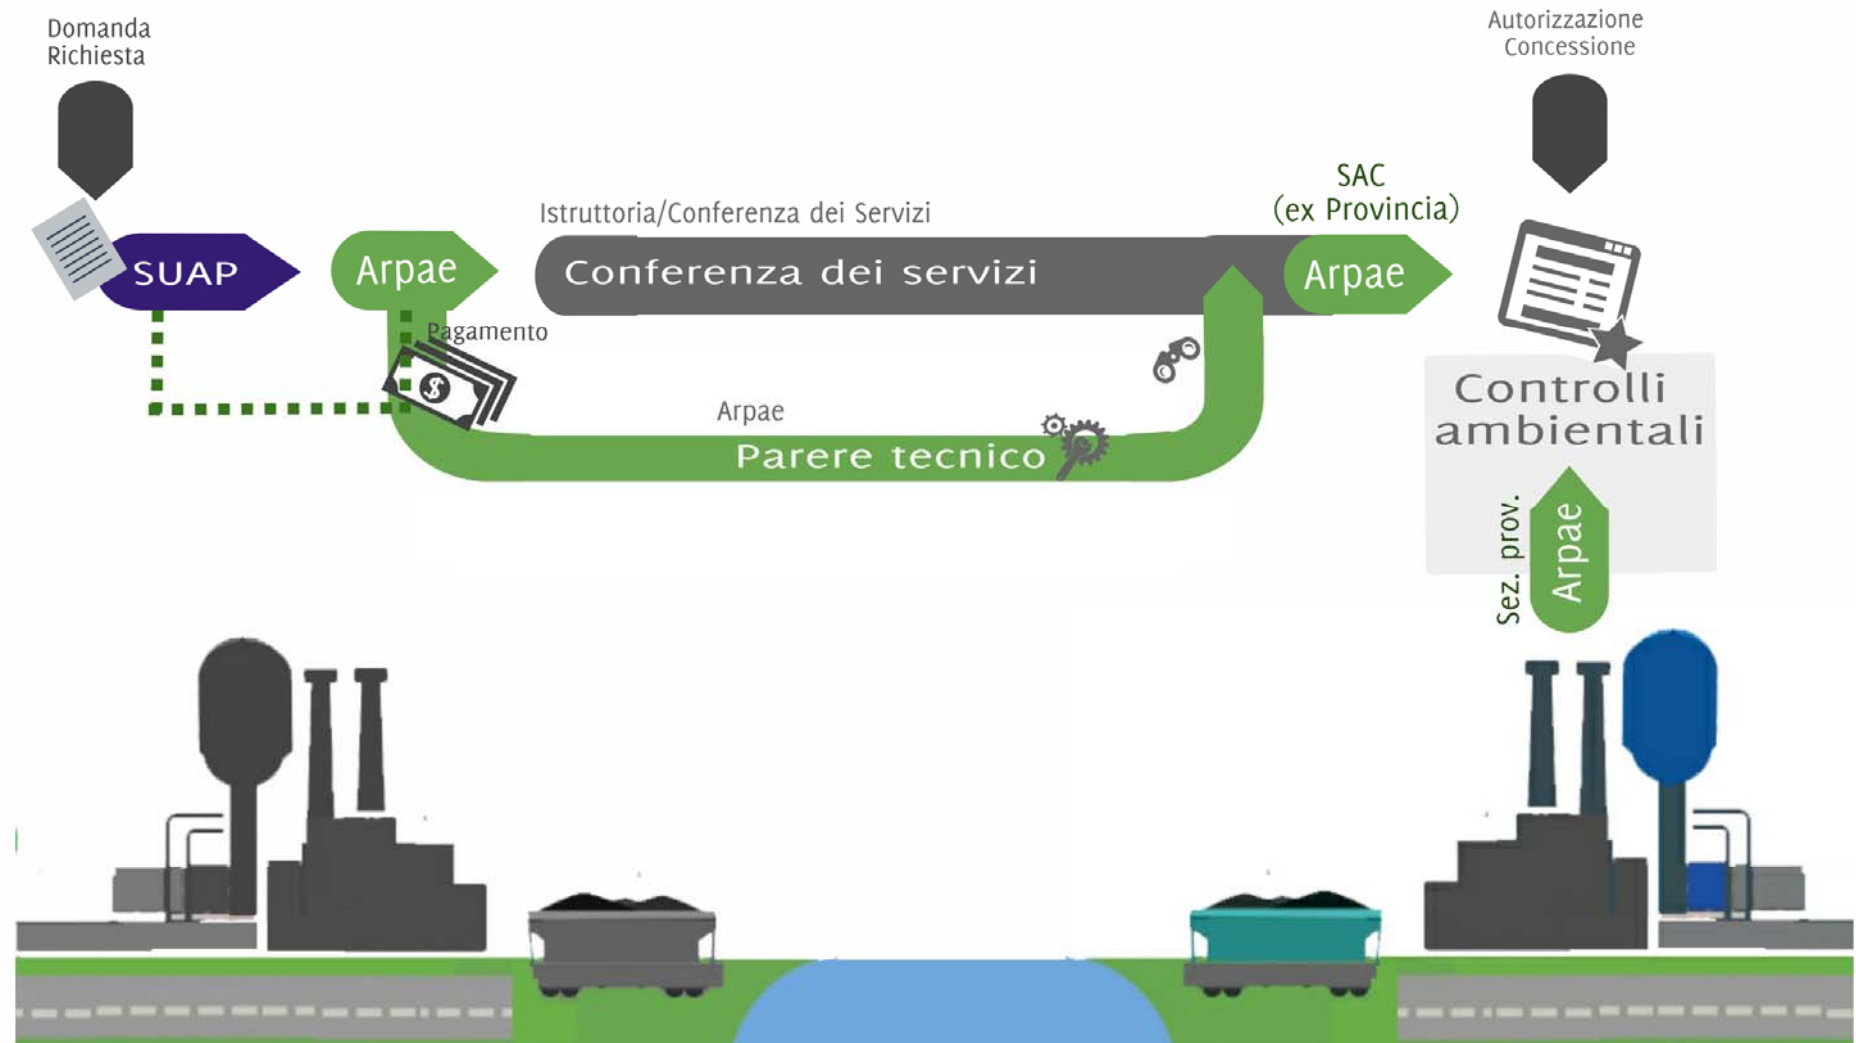 Domanda
Richiesta
Autorizzazione
Concessione
SAC
(ex Provincia)
Istruttoria/Conferenza dei Servizi
SUAP
Arpae
Conferenza dei servizi
Arpae
Pagamento
Arpae
Parere tecnico
Controlli
ambientali
Sez. prov.
Arpae